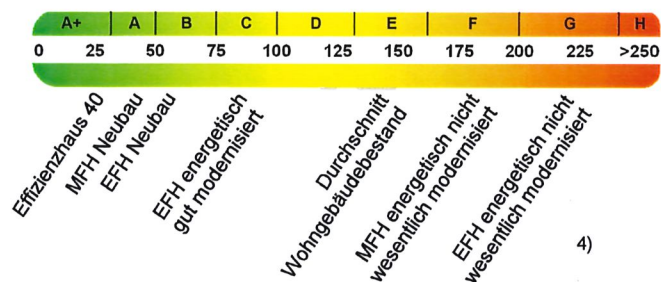 A+ A B C D E F G H
0 25 50 75 100 125 150 175 200 225 >250
Effizienzhaus 40
MFH Neubau
EFH Neubau
EFH energetisch
gut modernisiert
Durchschnitt
Wohngebäudebestand
MFH energetisch nicht
wesentlich modernisiert
EFH energetisch nicht
wesentlich modernisiert
4)